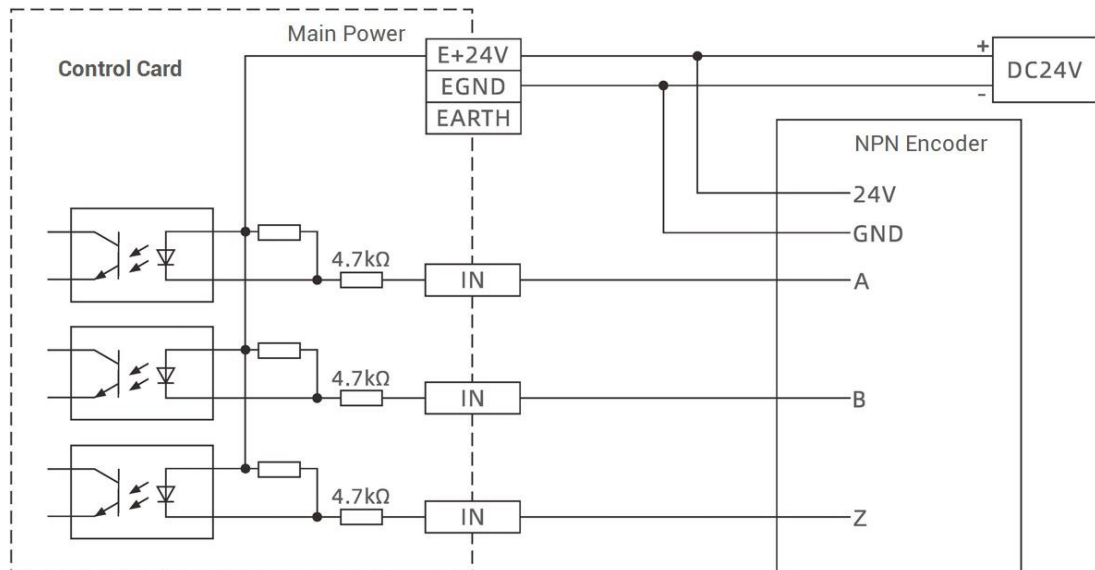 Main Power
Control Card
E+24V
EGND
EARTH
+
-
DC24V
NPN Encoder
24V
GND
4.7kΩ
IN
A
4.7kΩ
IN
B
4.7kΩ
IN
Z